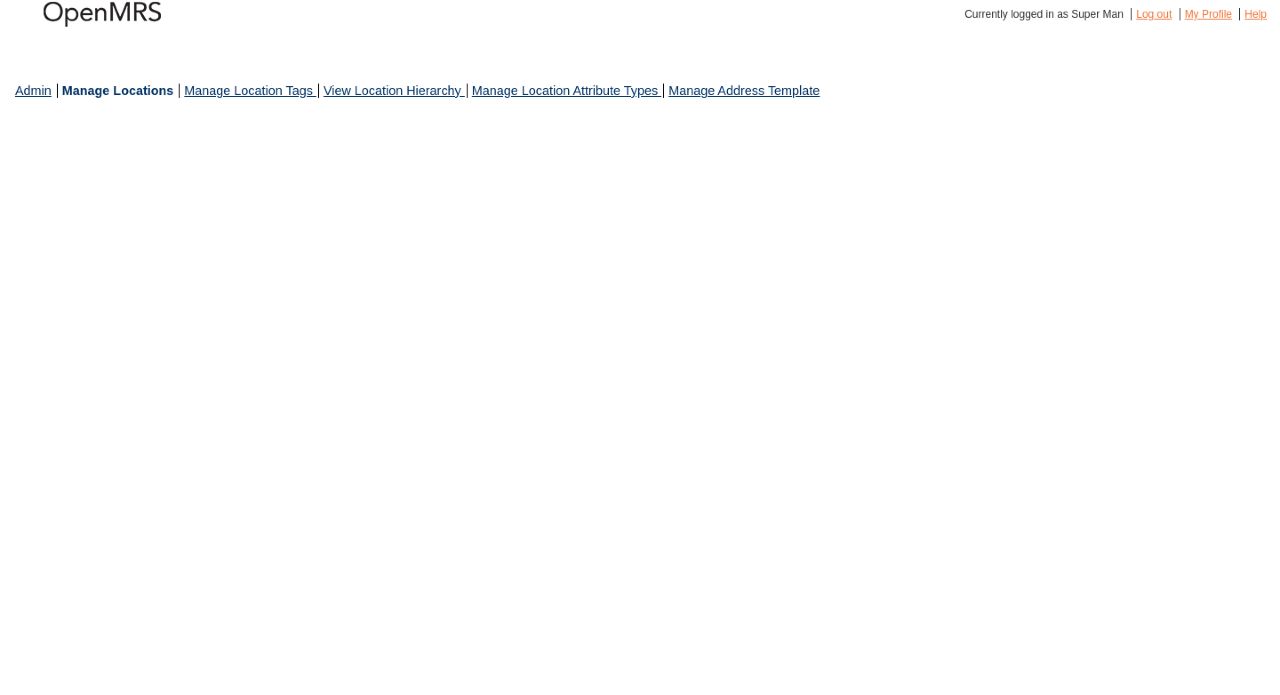 OpenMRS
Currently logged in as Super Man Log out My Profile Help
Admin Manage Locations Manage Location Tags View Location Hierarchy Manage Location Attribute Types Manage Address Template